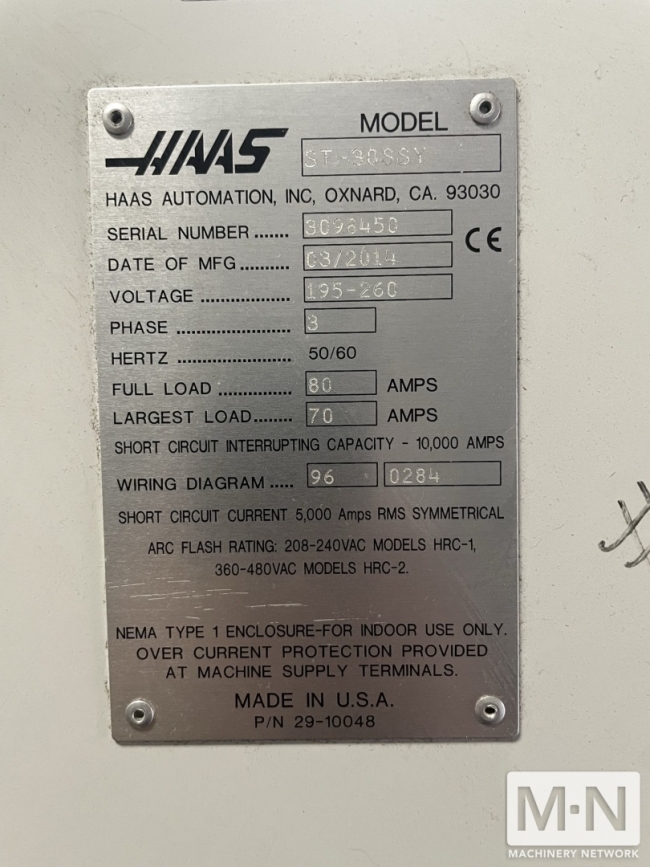 HAAS
MODEL
ST-30SSY
HAAS AUTOMATION, INC, OXNARD, CA. 93030
SERIAL NUMBER ....... 3096450
CE
DATE OF MFG .......... 03/2014
VOLTAGE .................. 195-260
PHASE ....................... 3
HERTZ ....................... 50/60
FULL LOAD ............... 80 AMPS
LARGEST LOAD........ 70 AMPS
SHORT CIRCUIT INTERRUPTING CAPACITY - 10,000 AMPS
WIRING DIAGRAM ..... 96 0284
SHORT CIRCUIT CURRENT 5,000 Amps RMS SYMMETRICAL
ARC FLASH RATING: 208-240VAC MODELS HRC-1,
360-480VAC MODELS HRC-2.
NEMA TYPE 1 ENCLOSURE-FOR INDOOR USE ONLY.
OVER CURRENT PROTECTION PROVIDED
AT MACHINE SUPPLY TERMINALS.
MADE IN U.S.A.
P/N 29-10048
M·N
MACHINERY NETWORK